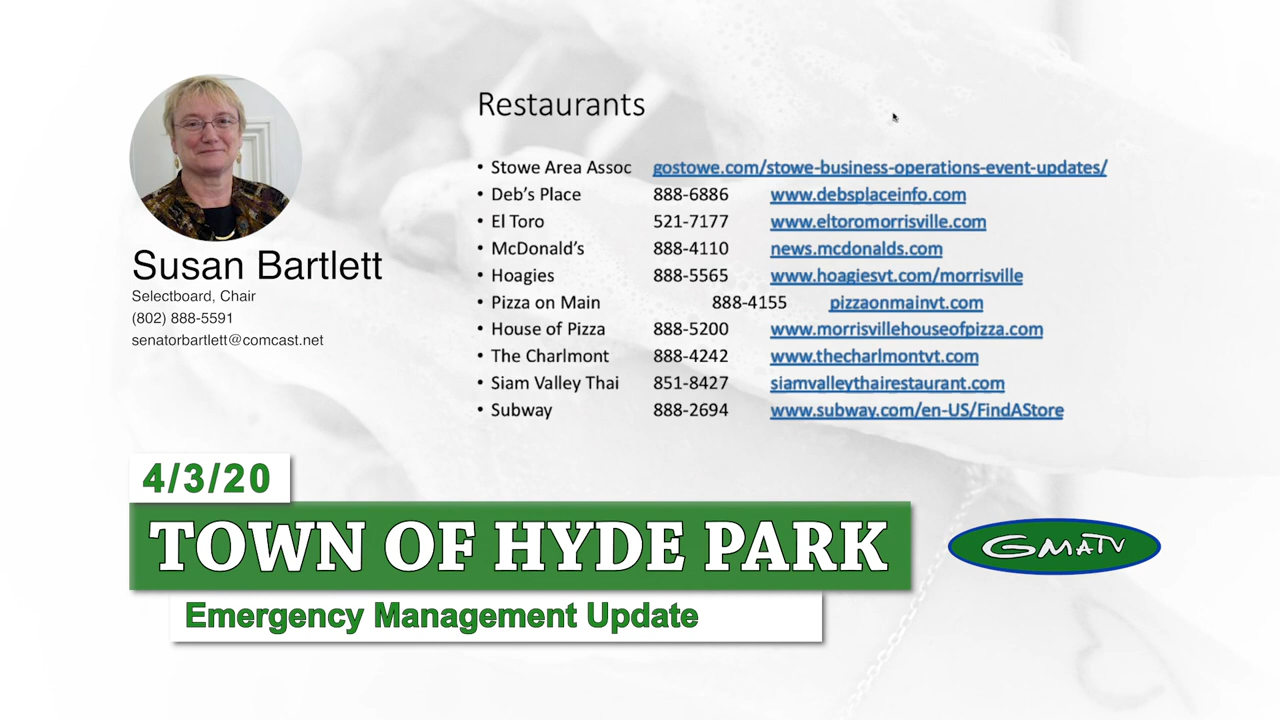 Susan Bartlett
Selectboard, Chair
(802) 888-5591
senatorbartlett@comcast.net
Restaurants
• Stowe Area Assoc gostowe.com/stowe-business-operations-event-updates/
• Deb's Place 888-6886 www.debsplaceinfo.com
• El Toro 521-7177 www.eltoromorrisville.com
• McDonald's 888-4110 news.mcdonalds.com
• Hoagies 888-5565 www.hoagiesvt.com/morrisville
• Pizza on Main 888-4155 pizzaonmainvt.com
• House of Pizza 888-5200 www.morrisvillehouseofpizza.com
• The Charlmont 888-4242 www.thecharlmontvt.com
• Siam Valley Thai 851-8427 siamvalleythairestaurant.com
• Subway 888-2694 www.subway.com/en-US/FindAStore
4/3/20
TOWN OF HYDE PARK
GMATV
Emergency Management Update